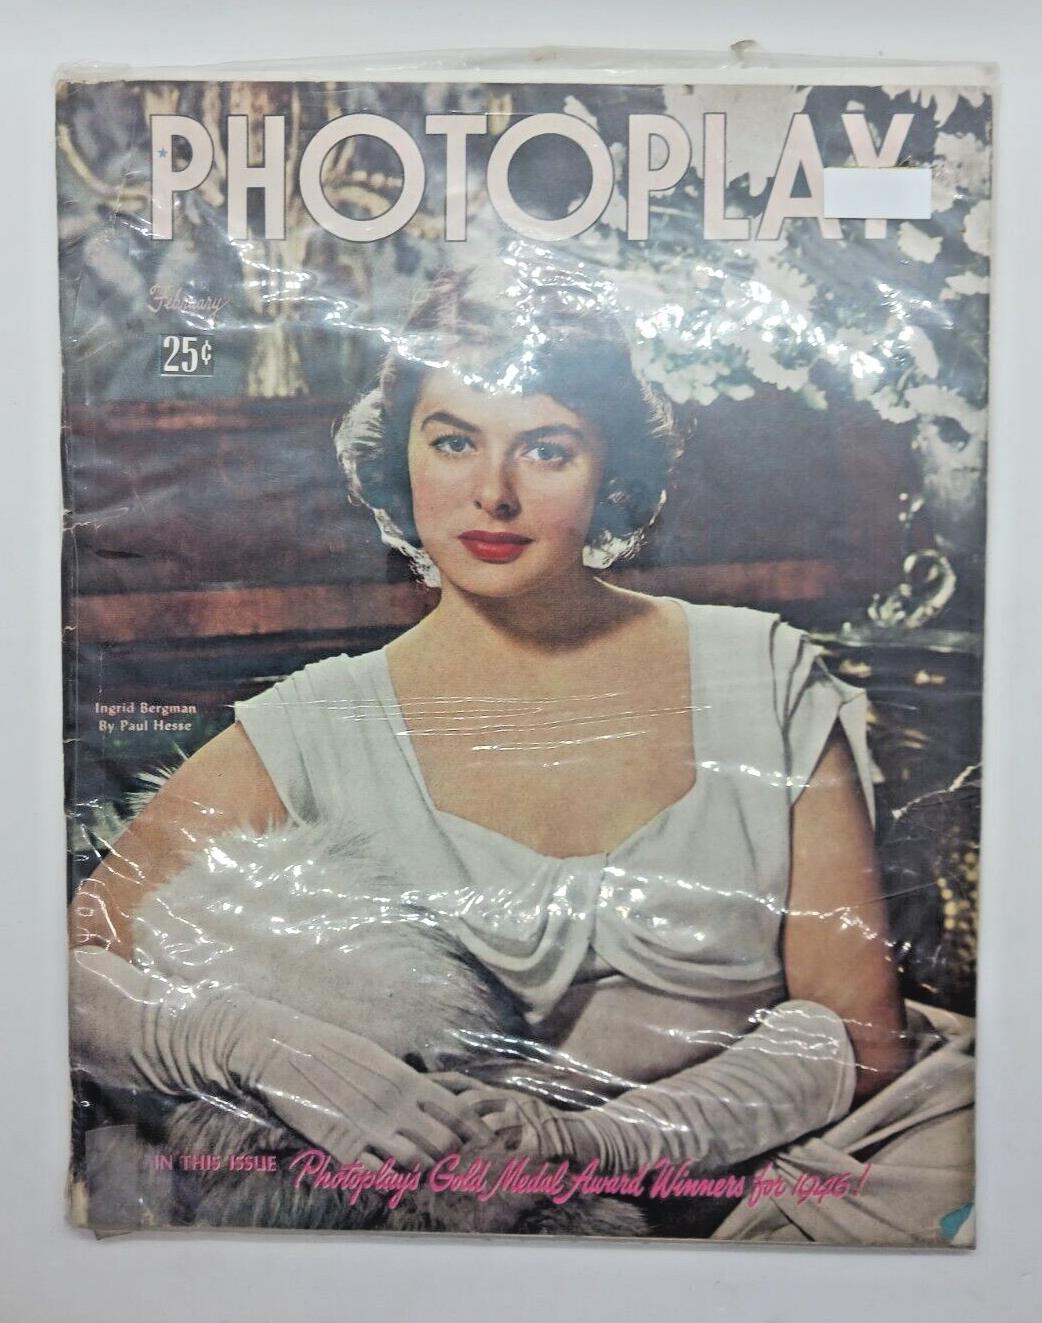 PHOTOPLAY
February
25¢
Ingrid Bergman
By Paul Hesse
IN THIS ISSUE Photoplay's Gold Medal Award Winners for 1946!